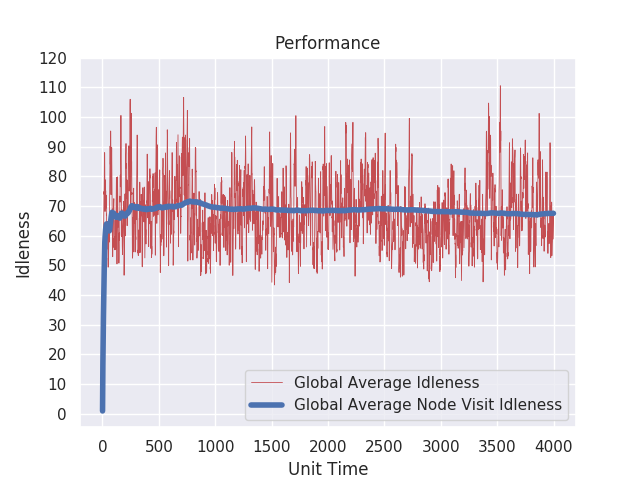 Performance
120
110
100
90
80
70
60
50
40
30
20
10
0
Idleness
Global Average Idleness
Global Average Node Visit Idleness
0 500 1000 1500 2000 2500 3000 3500 4000
Unit Time